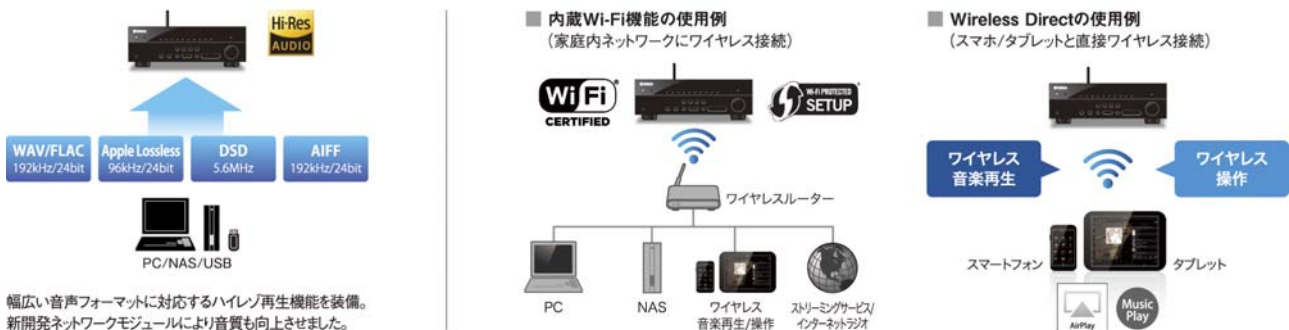 Hi-Res
AUDIO
WAV/FLAC
192kHz/24bit
Apple Lossless
96kHz/24bit
DSD
5.6MHz
AIFF
192kHz/24bit
PC/NAS/USB
幅広い音声フォーマットに対応するハイレゾ再生機能を装備。
新開発ネットワークモジュールにより音質も向上させました。
■ 内蔵Wi-Fi機能の使用例
(家庭内ネットワークにワイヤレス接続)
Wi Fi
CERTIFIED
WI-FI PROTECTED
SETUP
ワイヤレスルーター
PC
NAS
ワイヤレス
音楽再生/操作
ストリーミングサービス/
インターネットラジオ
■ Wireless Directの使用例
(スマホ/タブレットと直接ワイヤレス接続)
ワイヤレス
音楽再生
ワイヤレス
操作
スマートフォン
タブレット
AirPlay
Music
Play